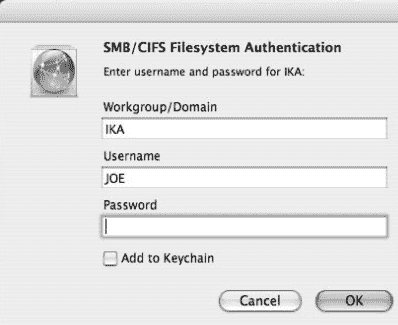 SMB/CIFS Filesystem Authentication
Enter username and password for IKA:
Workgroup/Domain
IKA
Username
JOE
Password
Add to Keychain
Cancel OK